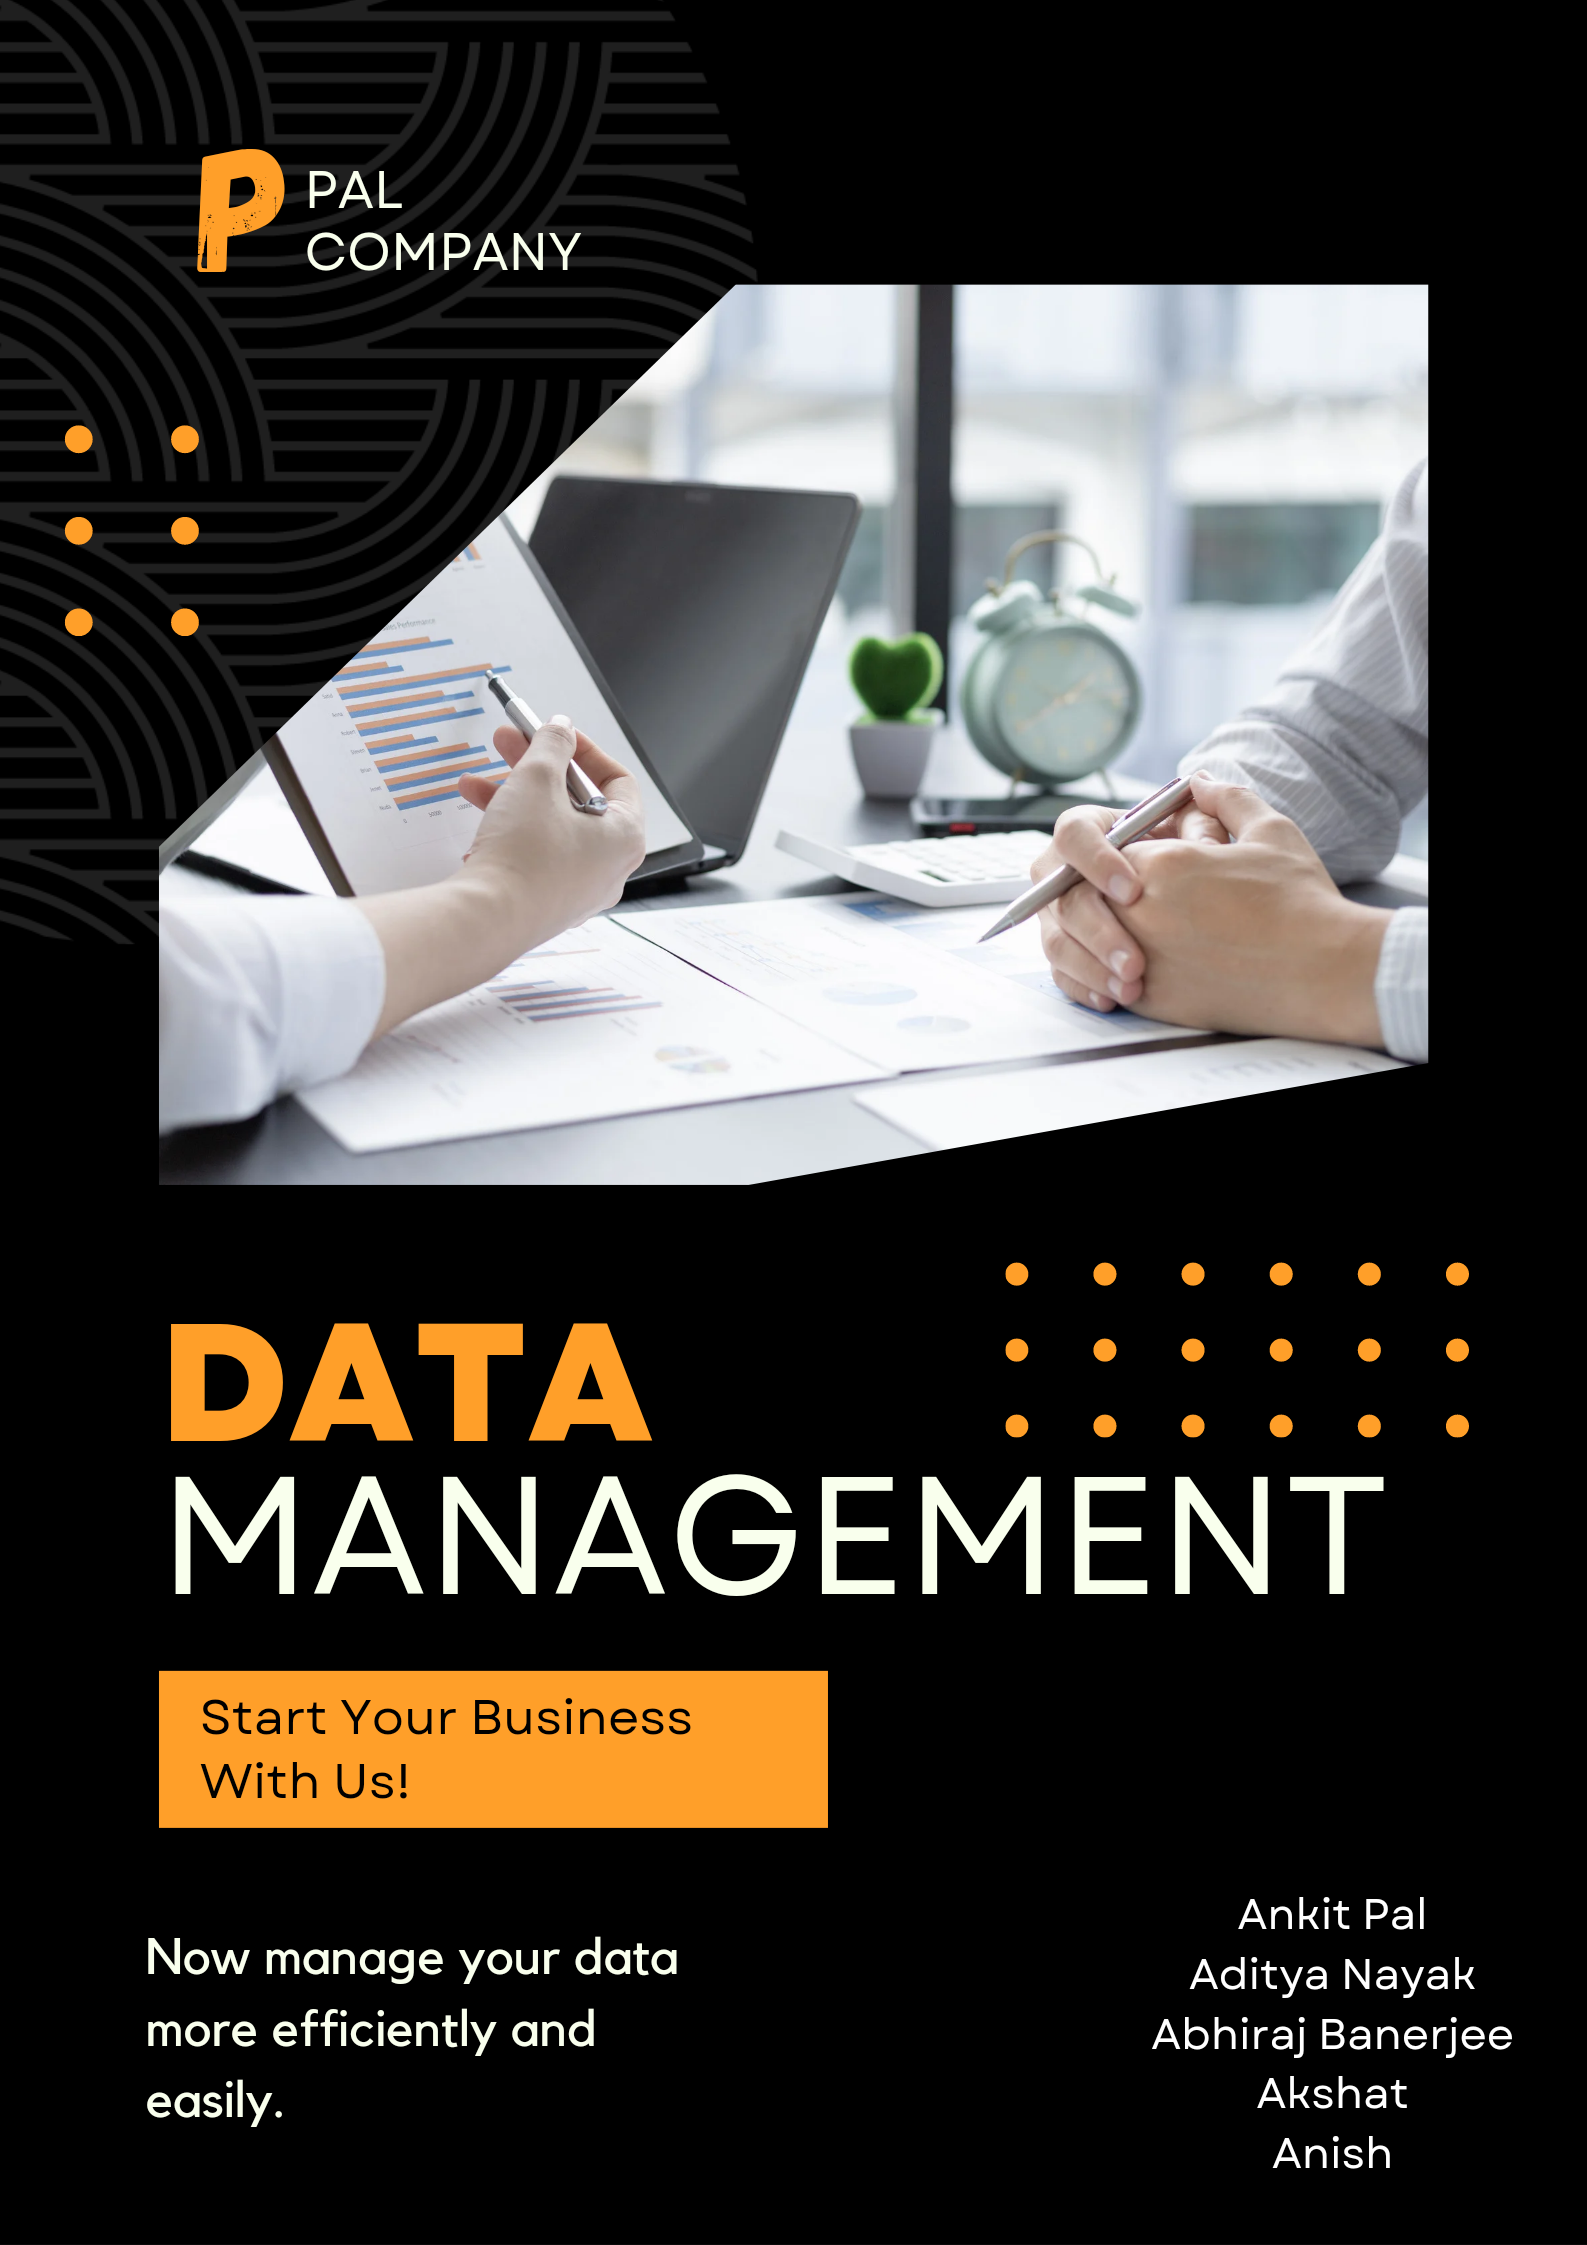 P
PAL
COMPANY
DATA
MANAGEMENT
Start Your Business
With Us!
Now manage your data
more efficiently and
easily.
Ankit Pal
Aditya Nayak
Abhiraj Banerjee
Akshat
Anish